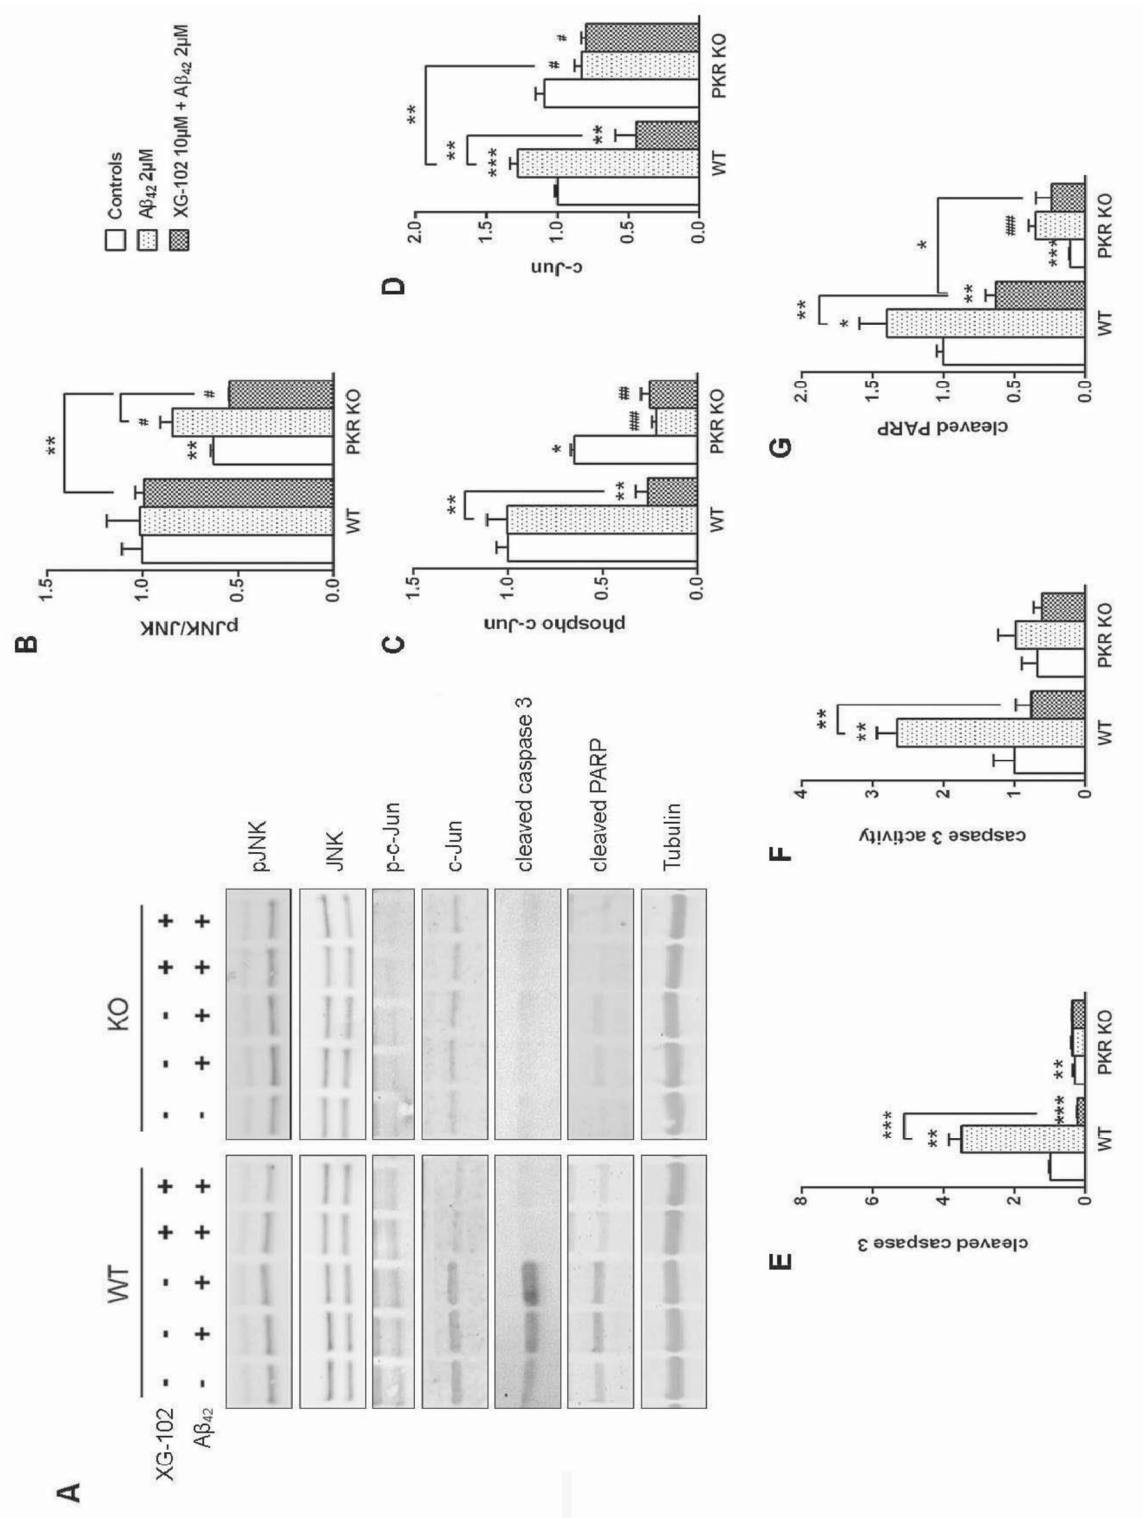 A
WT
KO
XG-102 - - - + + - - - + +
Aβ42 - + + + + - + + + +
pJNK
JNK
p-c-Jun
c-Jun
cleaved caspase 3
cleaved PARP
Tubulin
Controls
Aβ42 2µM
XG-102 10µM + Aβ42 2µM
B
pJNK/JNK
1.5
1.0
0.5
0.0
**
**
#
#
WT
PKR KO
C
phospho c-Jun
1.5
1.0
0.5
0.0
**
**
*
###
##
WT
PKR KO
D
c-Jun
2.0
1.5
1.0
0.5
0.0
**
**
***
**
#
#
WT
PKR KO
E
cleaved caspase 3
8
6
4
2
0
***
**
***
**
WT
PKR KO
F
caspase 3 activity
4
3
2
1
0
**
**
WT
PKR KO
G
cleaved PARP
2.0
1.5
1.0
0.5
0.0
**
*
*
**
***
###
WT
PKR KO